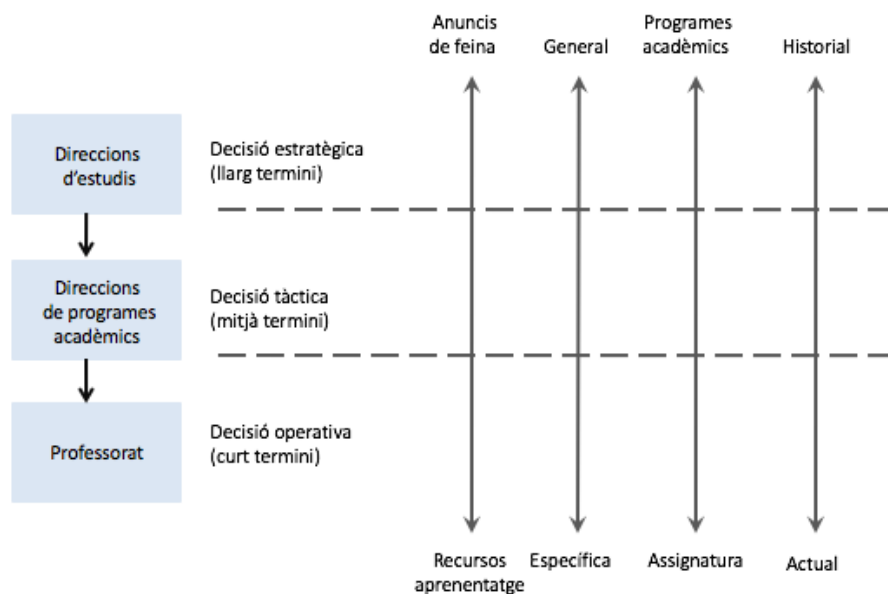 Anuncis
de feina
General
Programes
acadèmics
Historial
Direccions
d'estudis
Decisió estratègica
(llarg termini)
Direccions
de programes
acadèmics
Decisió tàctica
(mitjà termini)
Professorat
Decisió operativa
(curt termini)
Recursos
aprenentatge
Específica
Assignatura
Actual